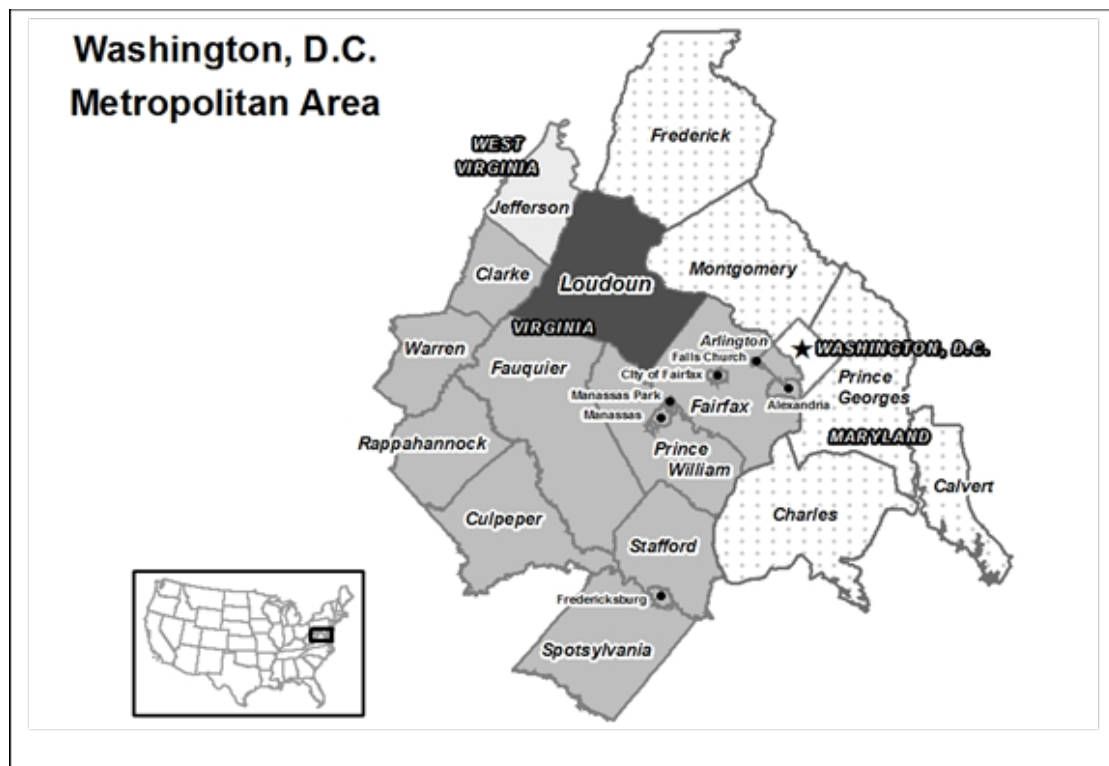 Washington, D.C.
Metropolitan Area
Frederick
WEST
VIRGINIA
Jefferson
Montgomery
Clarke
Loudoun
VIRGINIA
Arlington
WASHINGTON, D.C.
Warren
Falls Church
Fauquier
City of Fairfax
Prince
Georges
Manassas Park
Fairfax
Alexandria
Manassas
MARYLAND
Rappahannock
Prince
William
Calvert
Culpeper
Charles
Stafford
Fredericksburg
Spotsylvania